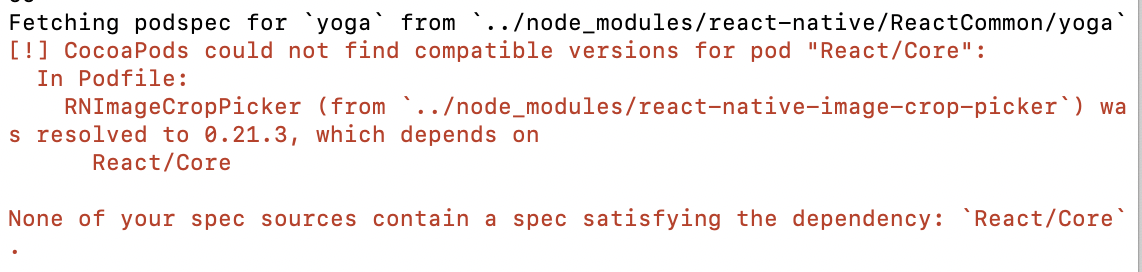 Fetching podspec for `yoga` from `../node_modules/react-native/ReactCommon/yoga`
[!] CocoaPods could not find compatible versions for pod "React/Core":
  In Podfile:
    RNImageCropPicker (from `../node_modules/react-native-image-crop-picker`) wa
s resolved to 0.21.3, which depends on
      React/Core

None of your spec sources contain a spec satisfying the dependency: `React/Core`
.